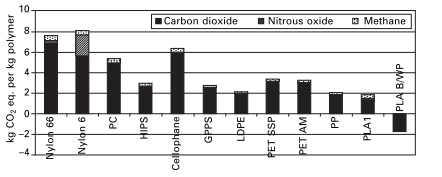 kg CO2 eq. per kg polymer
10
8
6
4
2
0
−2
−4
Carbon dioxide
Nitrous oxide
Methane
Nylon 66
Nylon 6
PC
HIPS
Cellophane
GPPS
LDPE
PET SSP
PET AM
PP
PLA1
PLA B/WP